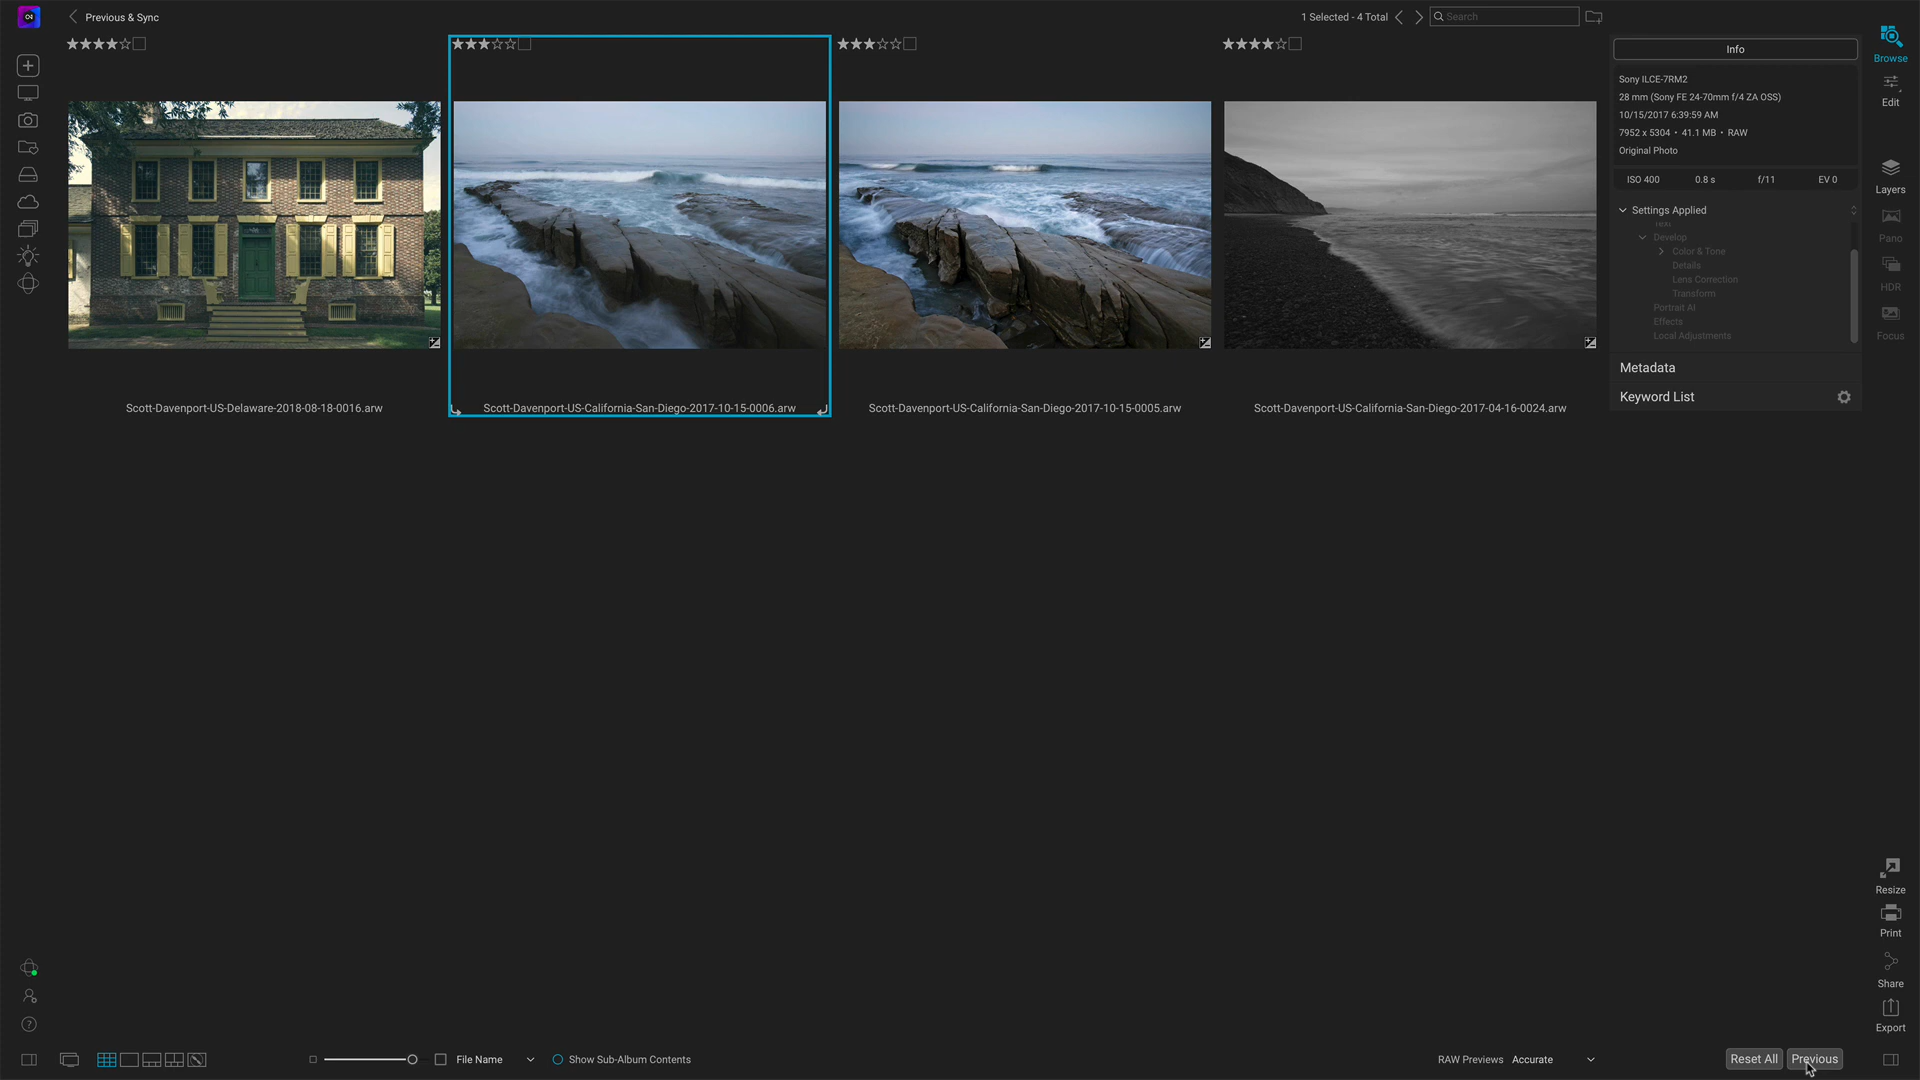 Previous & Sync
1 Selected - 4 Total
Search
Browse
Edit
Layers
Pano
HDR
Focus
Resize
Print
Share
Export
Scott-Davenport-US-Delaware-2018-08-18-0016.arw
Scott-Davenport-US-California-San-Diego-2017-10-15-0006.arw
Scott-Davenport-US-California-San-Diego-2017-10-15-0005.arw
Scott-Davenport-US-California-San-Diego-2017-04-16-0024.arw
Info
Sony ILCE-7RM2
28 mm (Sony FE 24-70mm f/4 ZA OSS)
10/15/2017 6:39:59 AM
7952 x 5304 • 41.1 MB • RAW
Original Photo
ISO 400 0.8 s f/11 EV 0
Settings Applied
Develop
Color & Tone
Details
Lens Correction
Transform
Portrait AI
Effects
Local Adjustments
Metadata
Keyword List
File Name
Show Sub-Album Contents
RAW Previews Accurate
Reset All
Previous